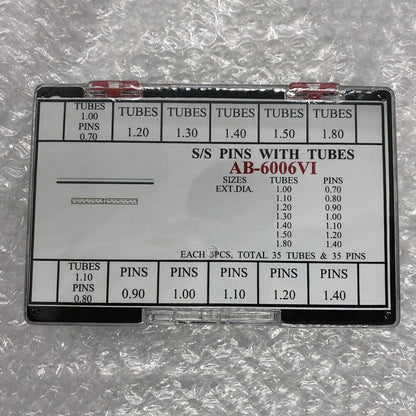 TUBES 1.00 PINS 0.70
TUBES 1.20
TUBES 1.30
TUBES 1.40
TUBES 1.50
TUBES 1.80
S/S PINS WITH TUBES
AB-6006VI
SIZES TUBES PINS
EXT.DIA. 1.00 0.70
1.10 0.80
1.20 0.90
1.30 1.00
1.40 1.10
1.50 1.20
1.80 1.40
EACH 5PCS, TOTAL 35 TUBES & 35 PINS
TUBES 1.10 PINS 0.80
PINS 0.90
PINS 1.00
PINS 1.10
PINS 1.20
PINS 1.40